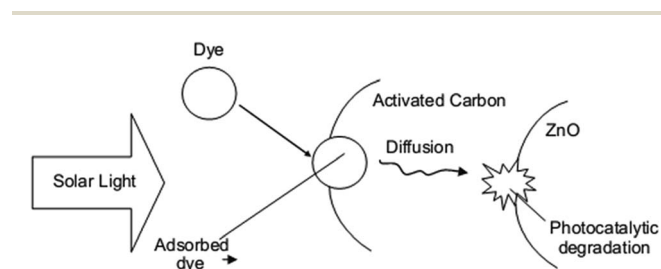 Dye
Activated Carbon
ZnO
Diffusion
Solar Light
Adsorbed
dye
Photocatalytic
degradation